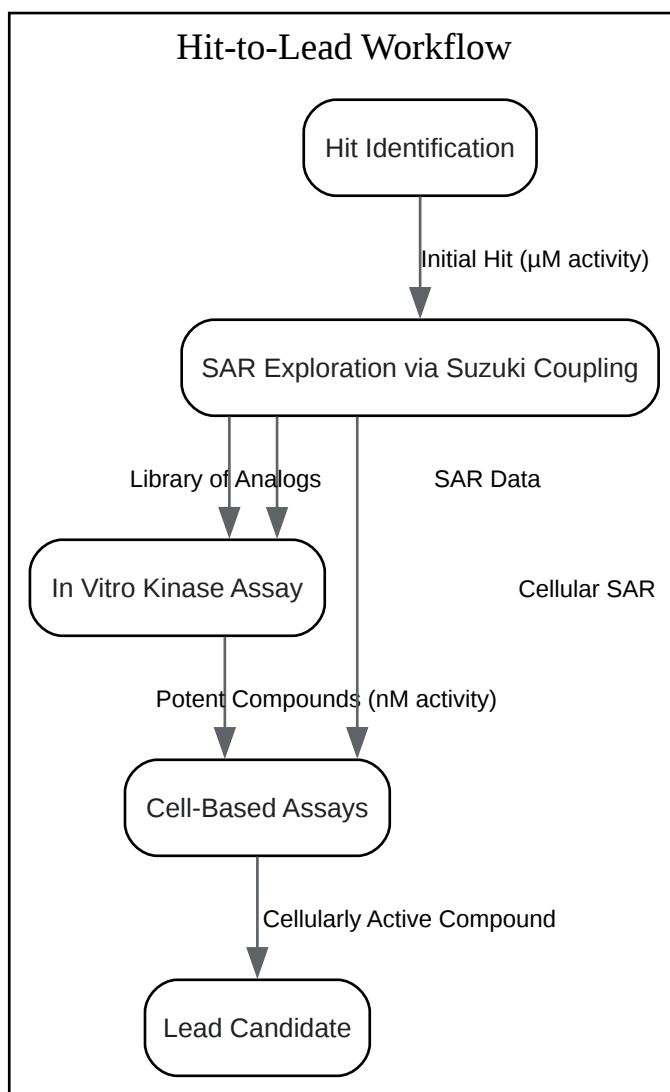 Hit-to-Lead Workflow
Hit Identification
Initial Hit (µM activity)
SAR Exploration via Suzuki Coupling
Library of Analogs
SAR Data
In Vitro Kinase Assay
Cellular SAR
Potent Compounds (nM activity)
Cell-Based Assays
Cellularly Active Compound
Lead Candidate